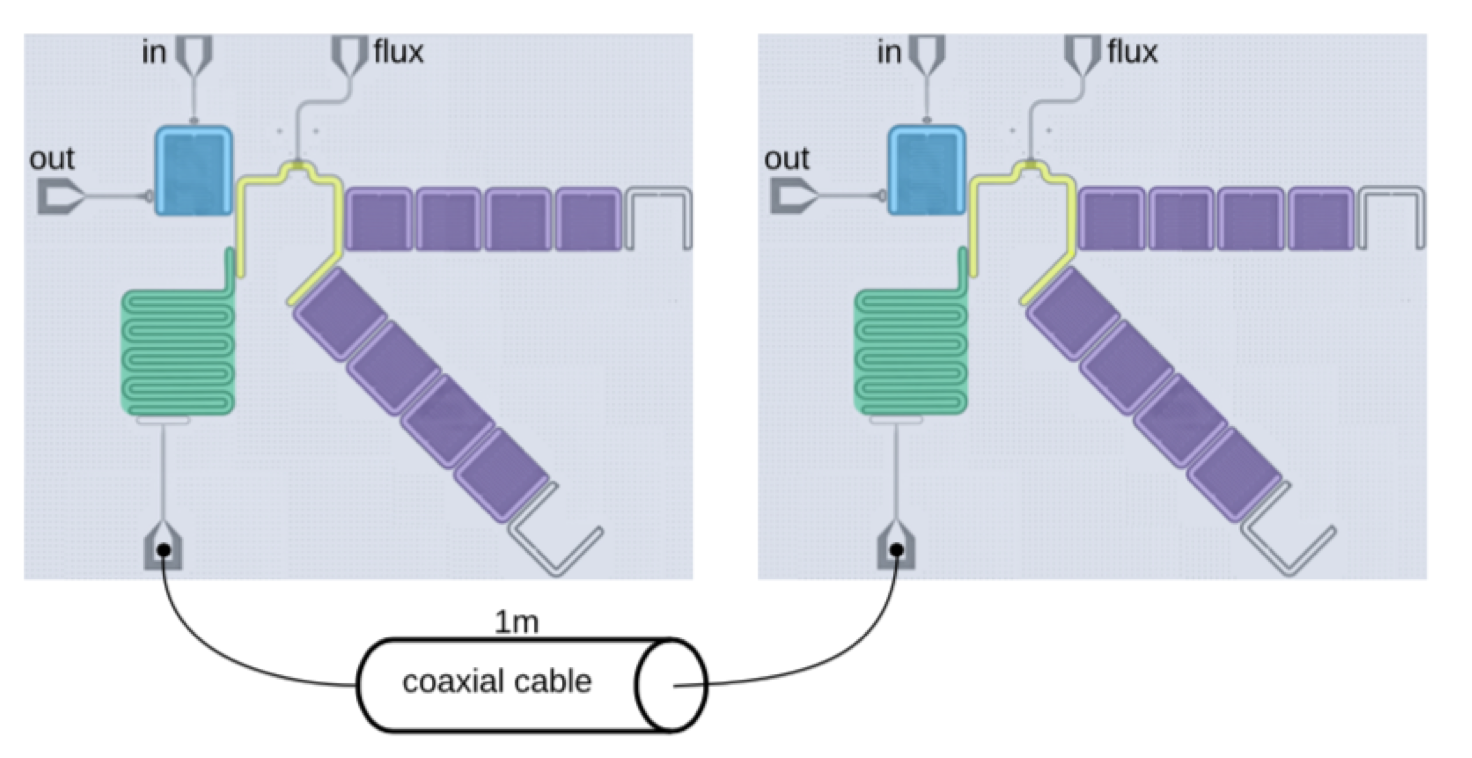 in
flux
out
in
flux
out
1m
coaxial cable